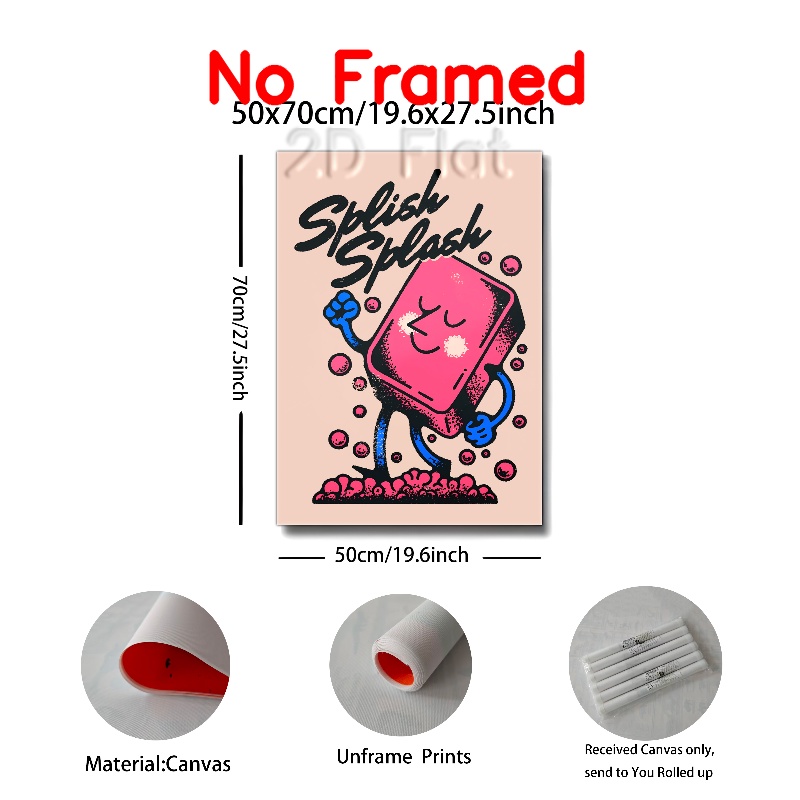 No Framed
50x70cm/19.6x27.5inch
2D Flat
Splish
Splash
70cm/27.5inch
50cm/19.6inch
Material:Canvas
Unframe Prints
Received Canvas only,
send to You Rolled up